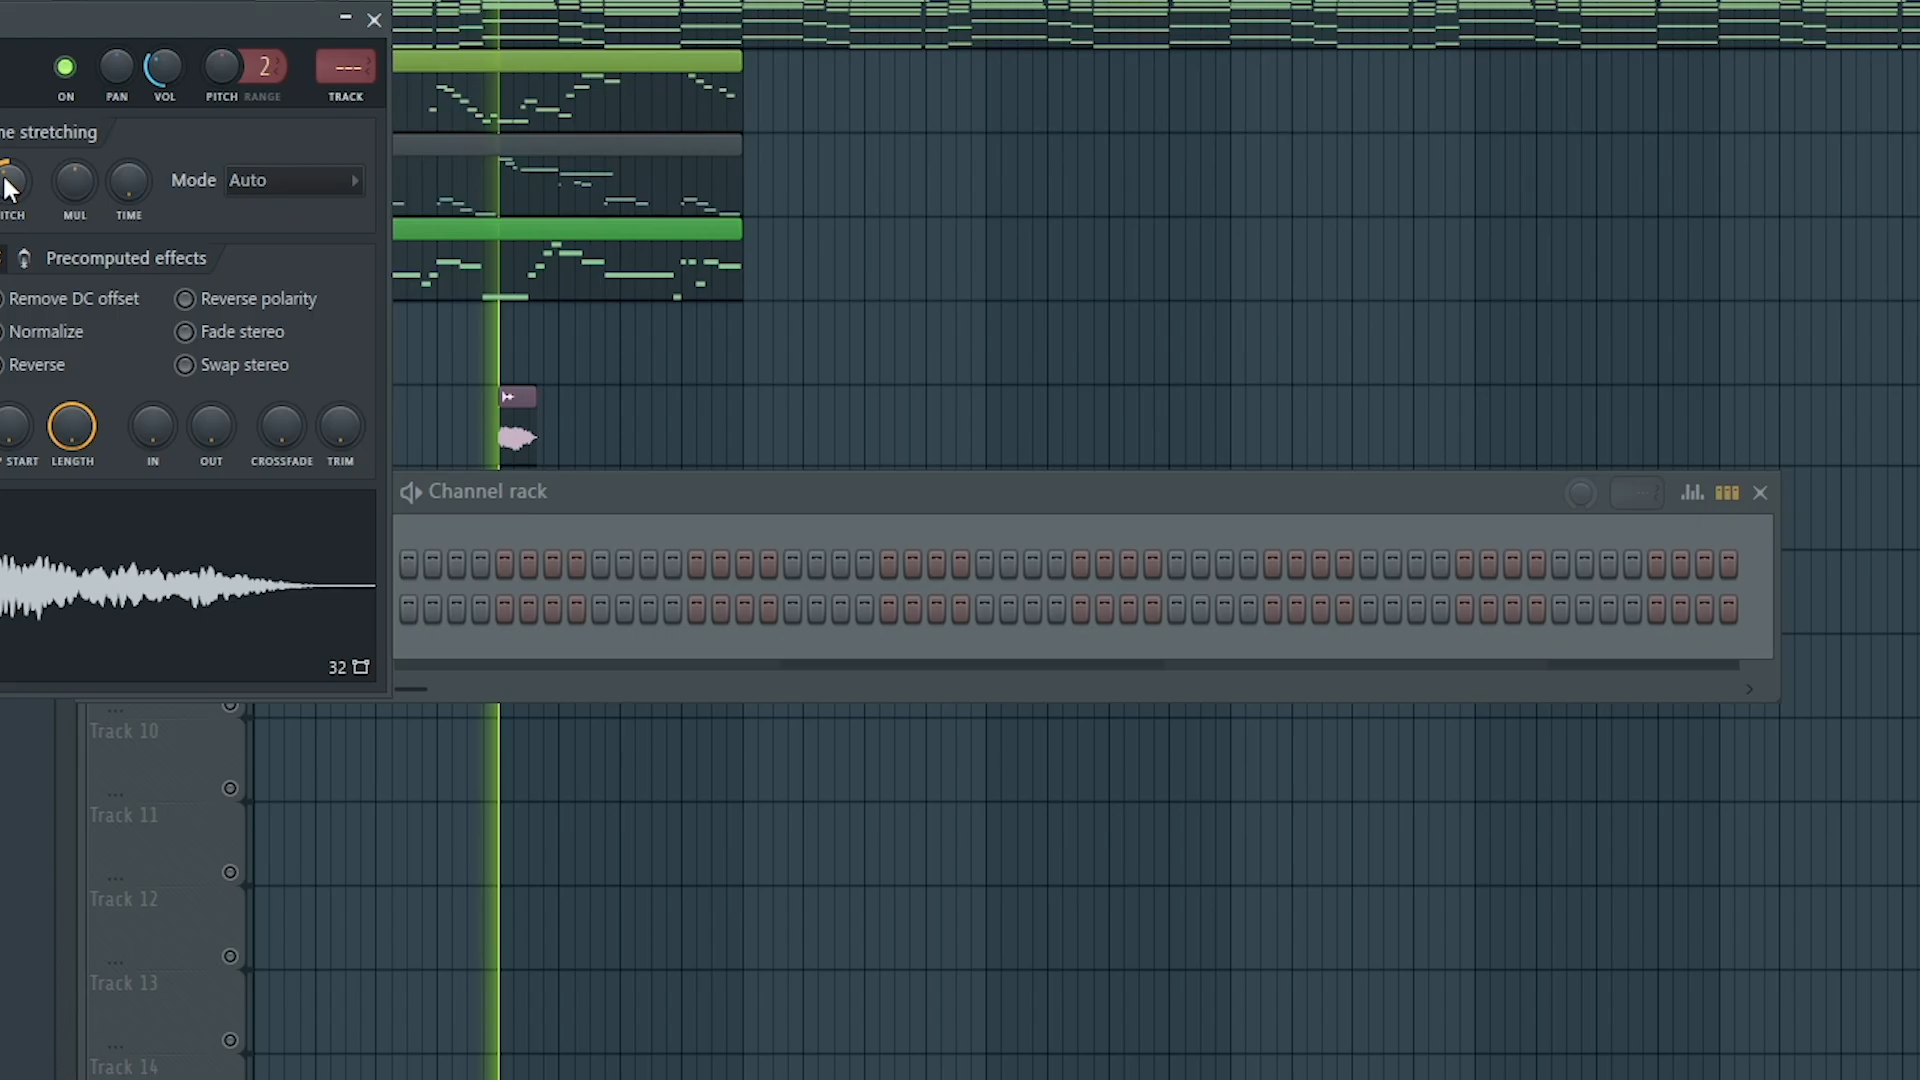 ON PAN VOL PITCH RANGE 2 --- TRACK
ne stretching
ITCH MUL TIME Mode Auto
Precomputed effects
Remove DC offset Reverse polarity
Normalize Fade stereo
Reverse Swap stereo
START LENGTH IN OUT CROSSFADE TRIM
32
Channel rack
Track 10
Track 11
Track 12
Track 13
Track 14